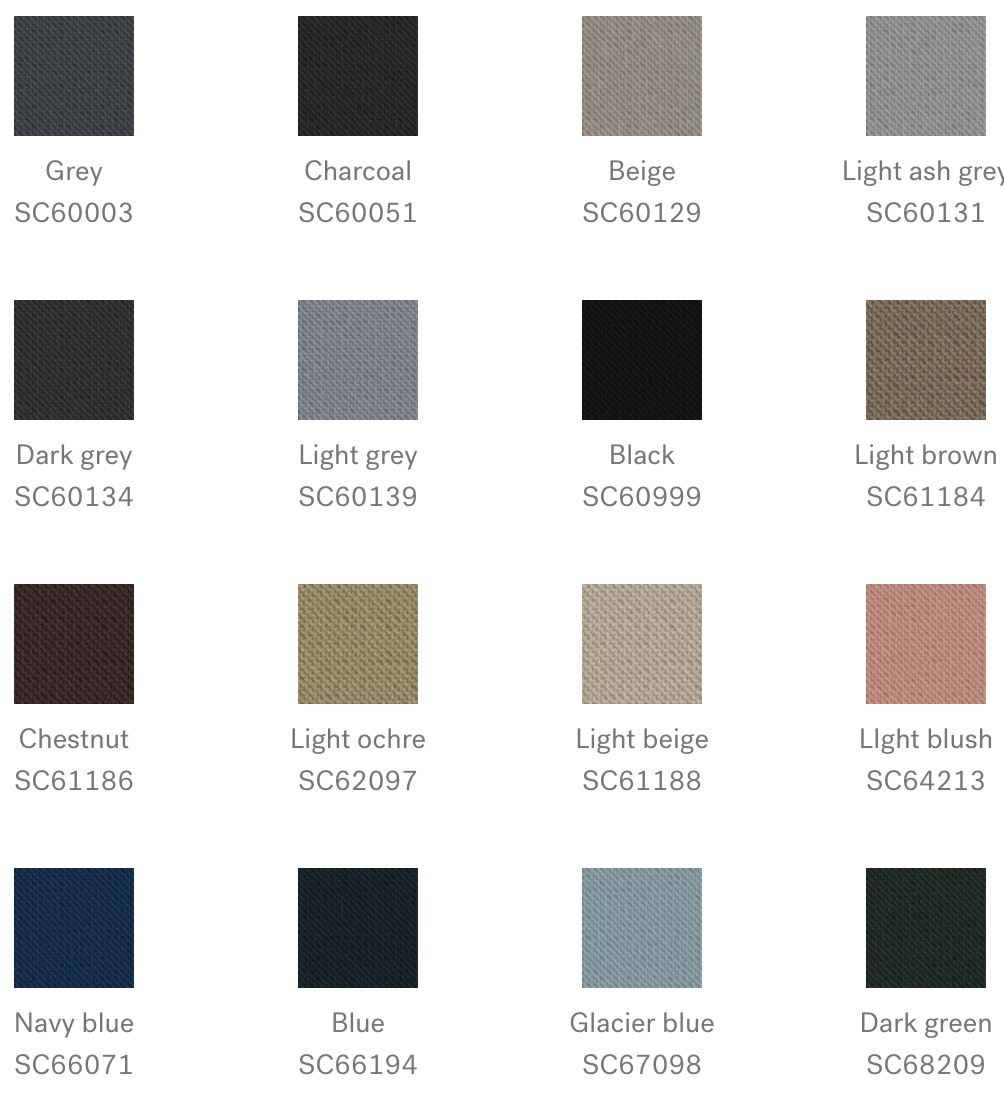 Grey
SC60003
Charcoal
SC60051
Beige
SC60129
Light ash grey
SC60131
Dark grey
SC60134
Light grey
SC60139
Black
SC60999
Light brown
SC61184
Chestnut
SC61186
Light ochre
SC62097
Light beige
SC61188
LIght blush
SC64213
Navy blue
SC66071
Blue
SC66194
Glacier blue
SC67098
Dark green
SC68209